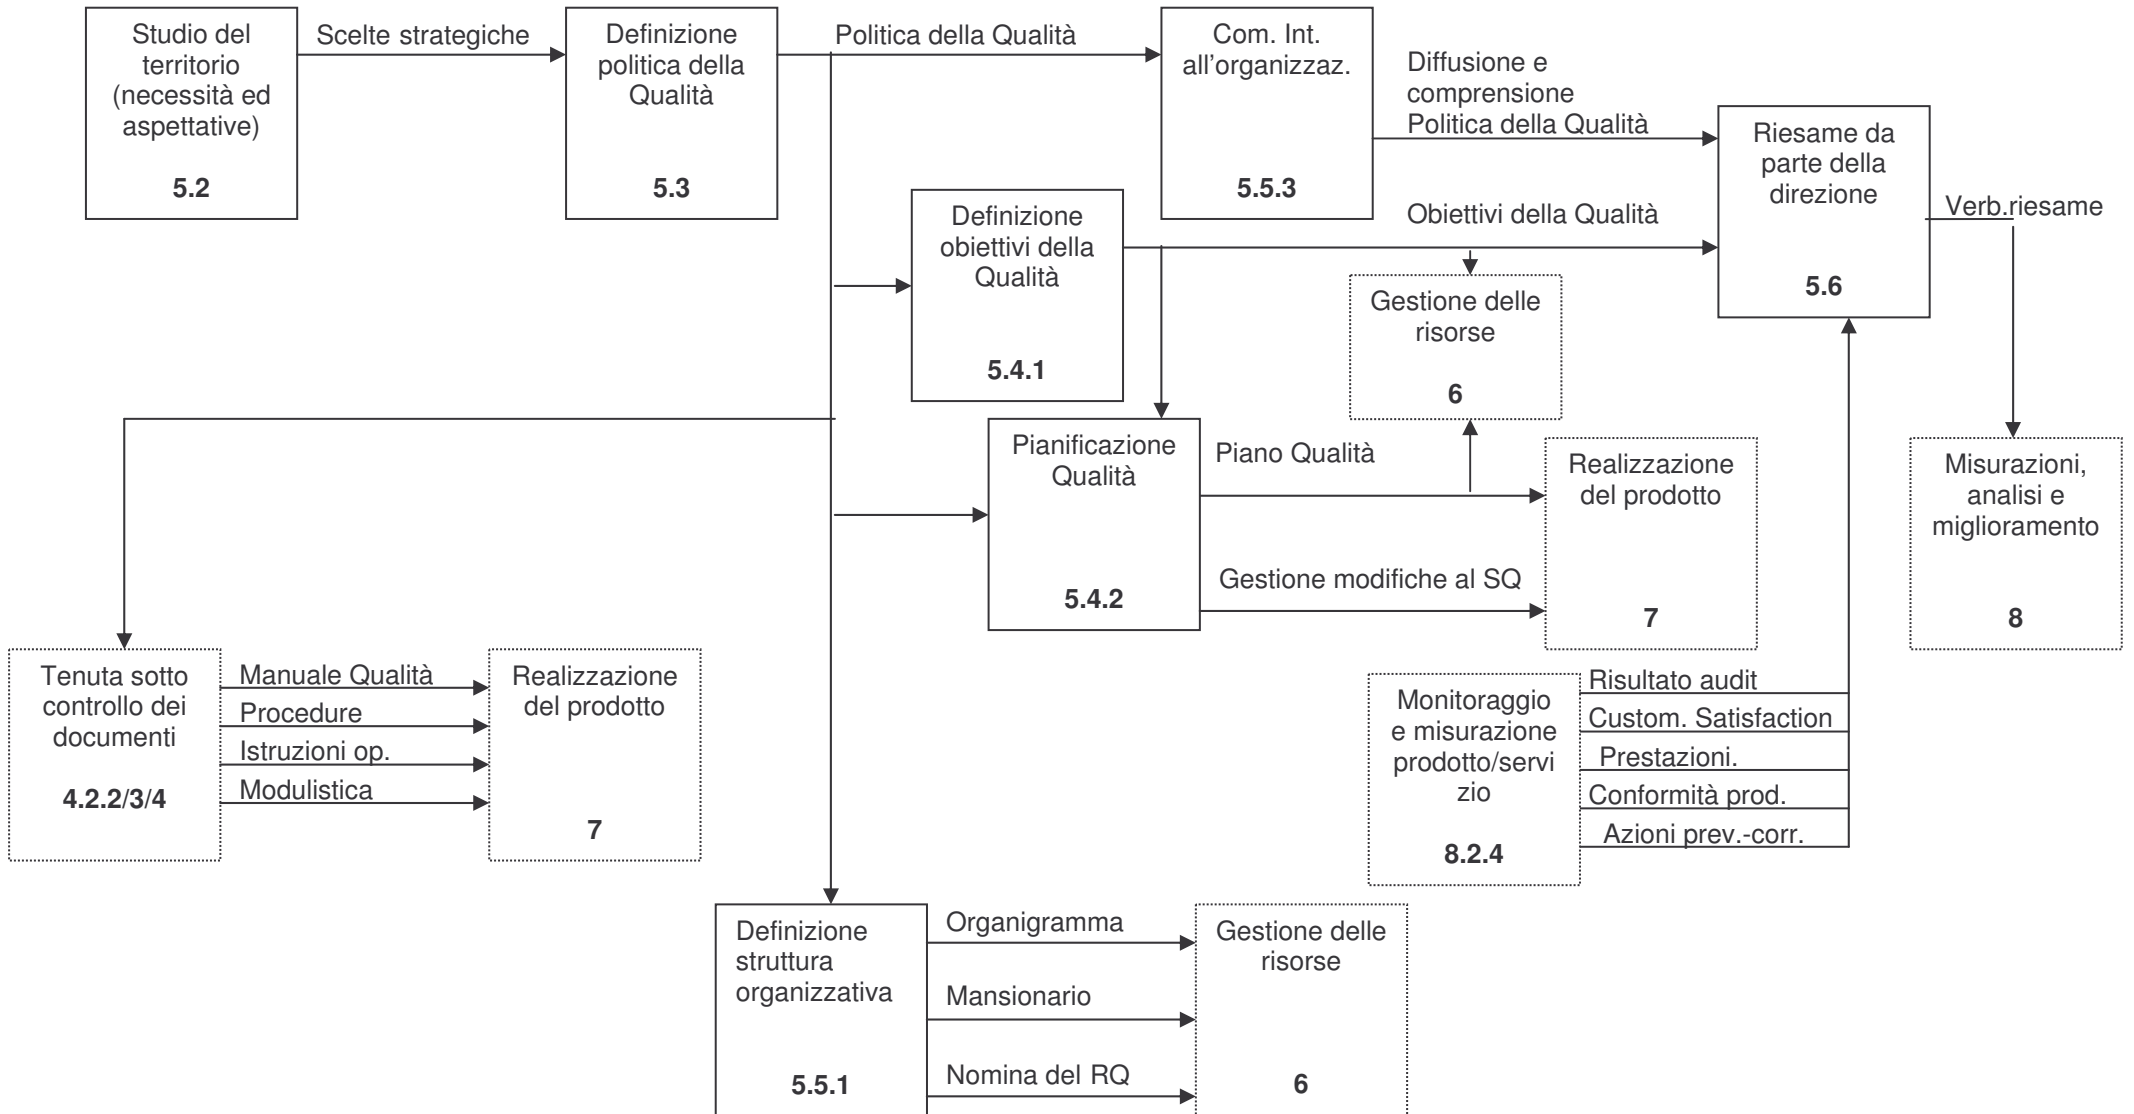 Studio del
territorio
(necessità ed
aspettative)
5.2
Scelte strategiche
Definizione
politica della
Qualità
5.3
Politica della Qualità
Com. Int.
all'organizzaz.
5.5.3
Diffusione e
comprensione
Politica della Qualità
Riesame da
parte della
direzione
5.6
Verb.riesame
Definizione
obiettivi della
Qualità
5.4.1
Obiettivi della Qualità
Gestione delle
risorse
6
Pianificazione
Qualità
5.4.2
Piano Qualità
Gestione modifiche al SQ
Realizzazione
del prodotto
7
Misurazioni,
analisi e
miglioramento
8
Tenuta sotto
controllo dei
documenti
4.2.2/3/4
Manuale Qualità
Procedure
Istruzioni op.
Modulistica
Realizzazione
del prodotto
7
Monitoraggio
e misurazione
prodotto/servi
zio
8.2.4
Risultato audit
Custom. Satisfaction
Prestazioni.
Conformità prod.
Azioni prev.-corr.
Definizione
struttura
organizzativa
5.5.1
Organigramma
Mansionario
Nomina del RQ
Gestione delle
risorse
6